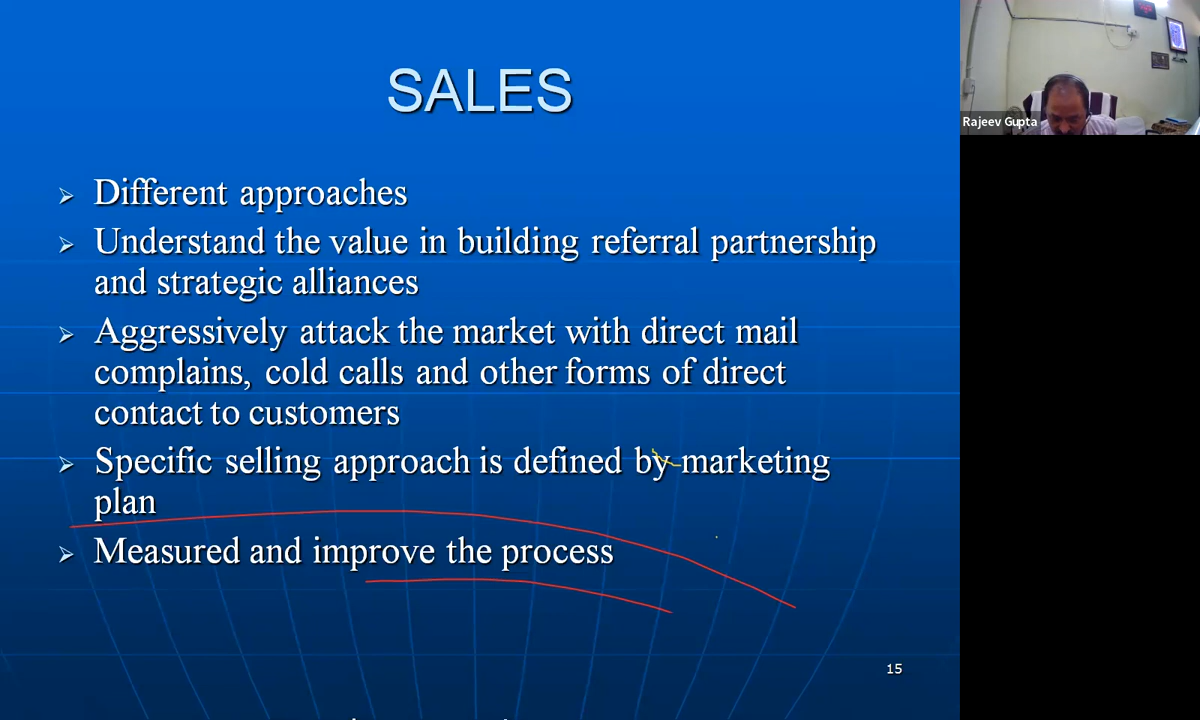 SALES
Different approaches
Understand the value in building referral partnership
and strategic alliances
Aggressively attack the market with direct mail
complains, cold calls and other forms of direct
contact to customers
Specific selling approach is defined by marketing
plan
Measured and improve the process
15
Rajeev Gupta